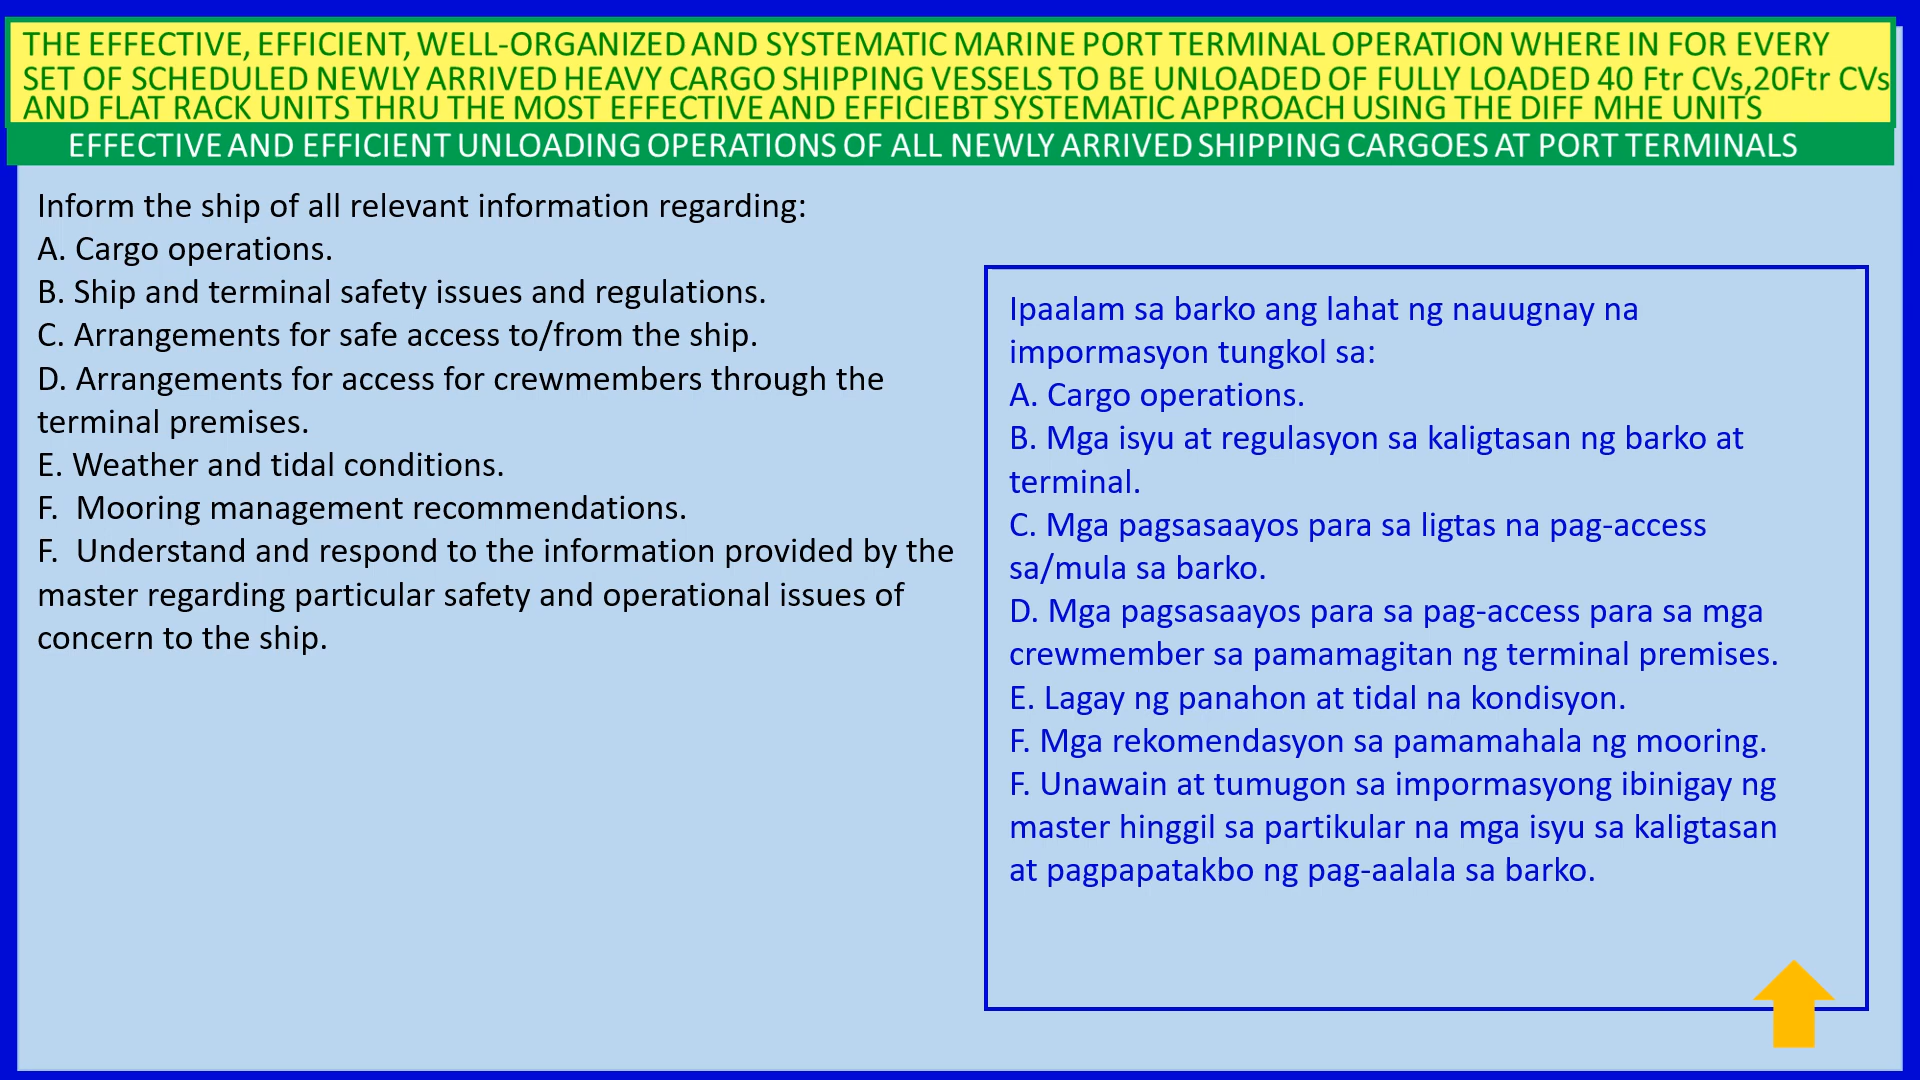 THE EFFECTIVE, EFFICIENT, WELL-ORGANIZED AND SYSTEMATIC MARINE PORT TERMINAL OPERATION WHERE IN FOR EVERY
SET OF SCHEDULED NEWLY ARRIVED HEAVY CARGO SHIPPING VESSELS TO BE UNLOADED OF FULLY LOADED 40 Ftr CVs,20Ftr CVs
AND FLAT RACK UNITS THRU THE MOST EFFECTIVE AND EFFICIEBT SYSTEMATIC APPROACH USING THE DIFF MHE UNITS
EFFECTIVE AND EFFICIENT UNLOADING OPERATIONS OF ALL NEWLY ARRIVED SHIPPING CARGOES AT PORT TERMINALS
Inform the ship of all relevant information regarding:
A. Cargo operations.
B. Ship and terminal safety issues and regulations.
C. Arrangements for safe access to/from the ship.
D. Arrangements for access for crewmembers through the
terminal premises.
E. Weather and tidal conditions.
F.  Mooring management recommendations.
F.  Understand and respond to the information provided by the
master regarding particular safety and operational issues of
concern to the ship.
Ipaalam sa barko ang lahat ng nauugnay na
impormasyon tungkol sa:
A. Cargo operations.
B. Mga isyu at regulasyon sa kaligtasan ng barko at
terminal.
C. Mga pagsasaayos para sa ligtas na pag-access
sa/mula sa barko.
D. Mga pagsasaayos para sa pag-access para sa mga
crewmember sa pamamagitan ng terminal premises.
E. Lagay ng panahon at tidal na kondisyon.
F. Mga rekomendasyon sa pamamahala ng mooring.
F. Unawain at tumugon sa impormasyong ibinigay ng
master hinggil sa partikular na mga isyu sa kaligtasan
at pagpapatakbo ng pag-aalala sa barko.